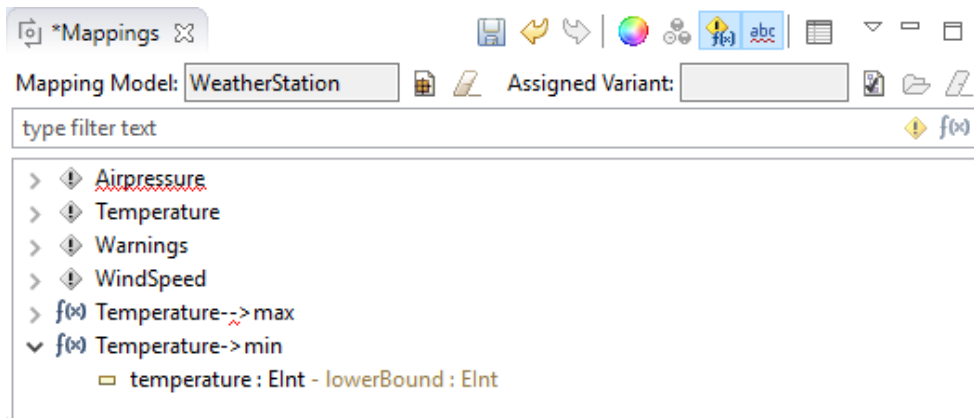 *Mappings
abc
Mapping Model: WeatherStation Assigned Variant:
type filter text f(x)
Airpressure
Temperature
Warnings
WindSpeed
f(x) Temperature-->max
f(x) Temperature->min
temperature : EInt - lowerBound : EInt